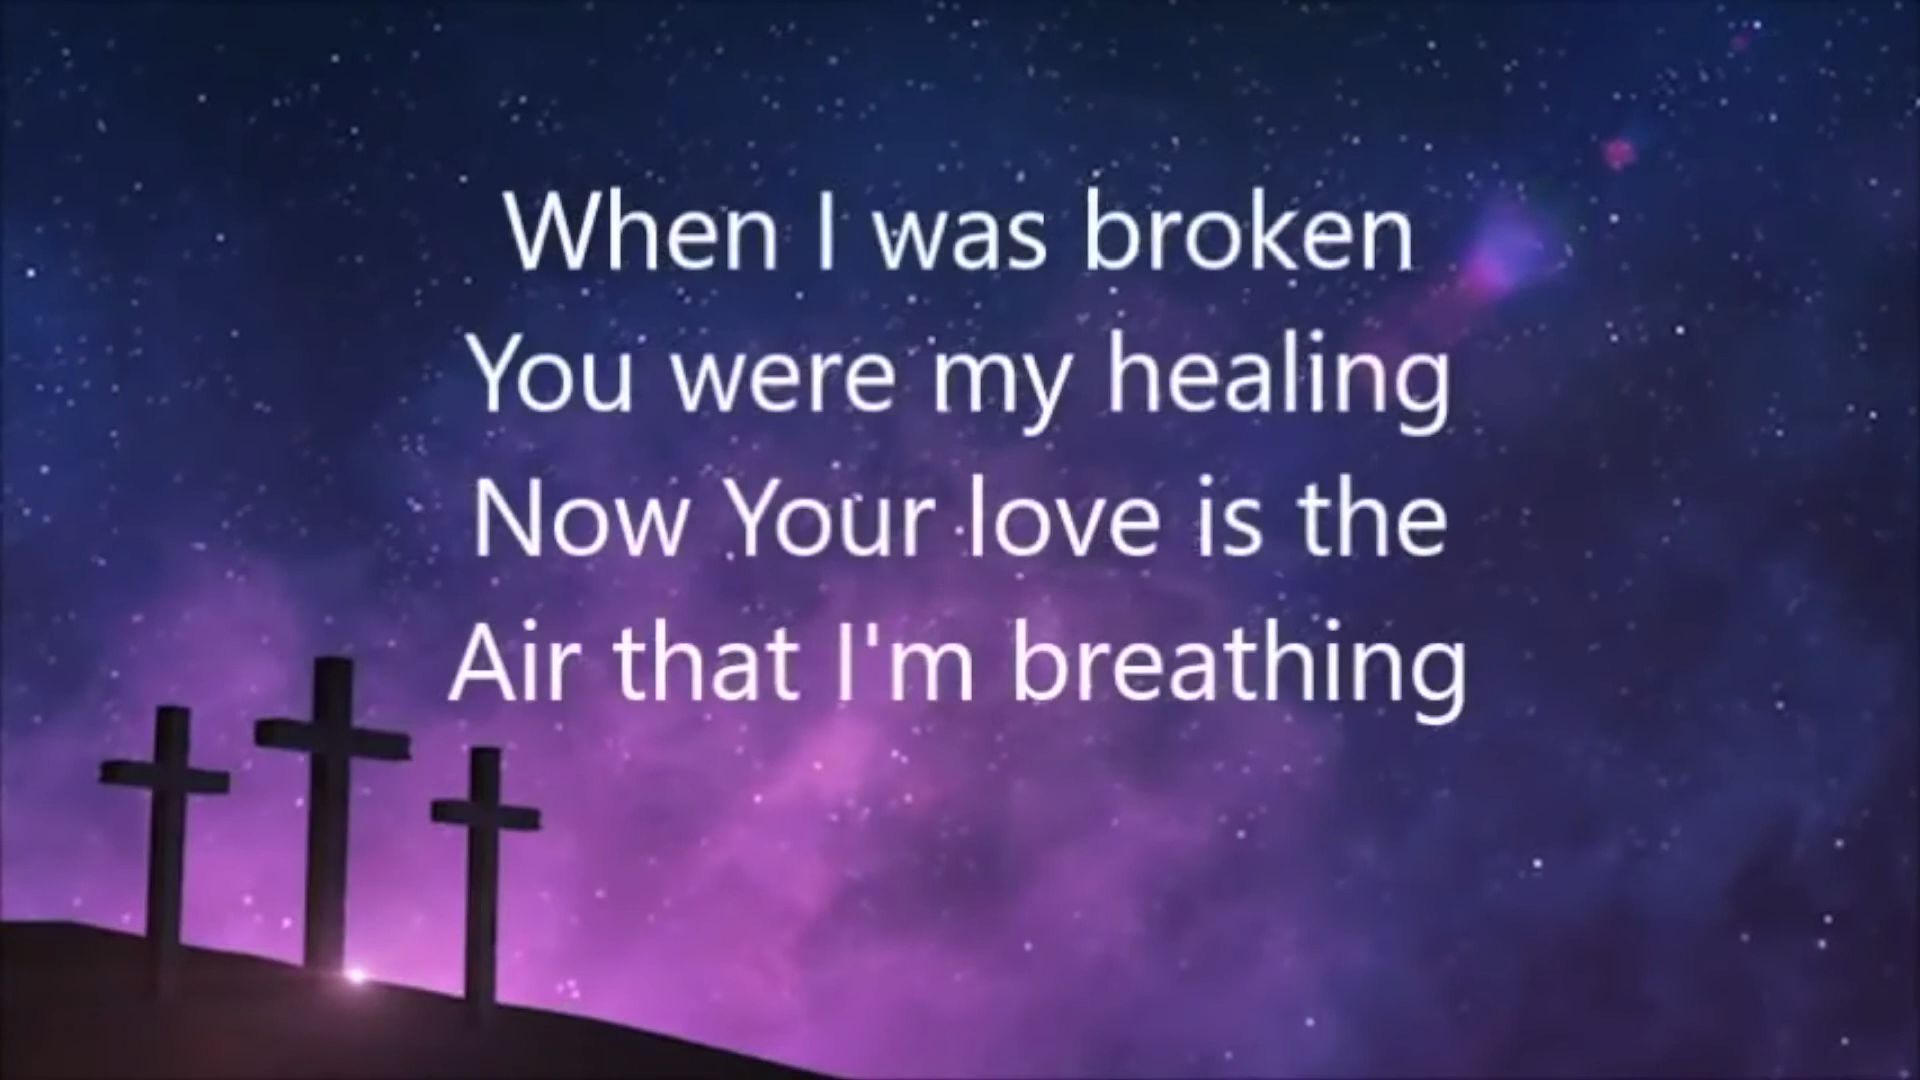 When I was broken
You were my healing
Now Your love is the
Air that I'm breathing